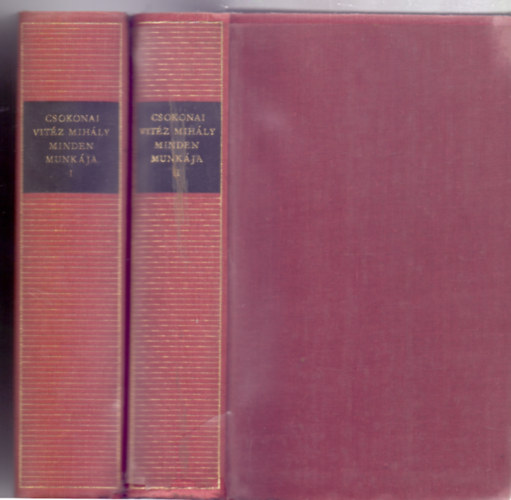 CSOKONAI
VITÉZ MIHÁLY
MINDEN
MUNKÁJA
I
CSOKONAI
VITÉZ MIHÁLY
MINDEN
MUNKÁJA
II